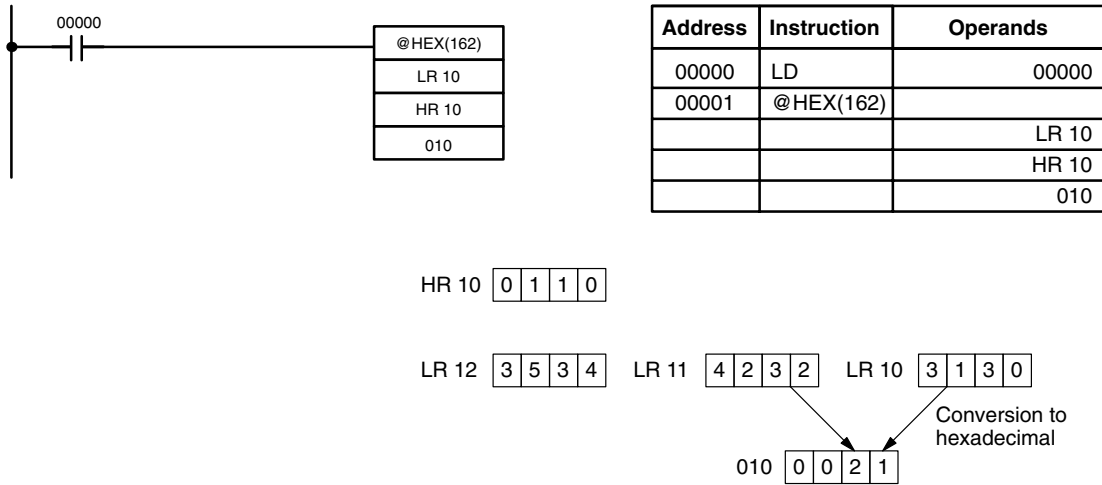 00000
@HEX(162)
LR 10
HR 10
010
Address Instruction Operands
00000 LD 00000
00001 @HEX(162)
LR 10
HR 10
010
HR 10 0 1 1 0
LR 12 3 5 3 4 LR 11 4 2 3 2 LR 10 3 1 3 0
Conversion to
hexadecimal
010 0 0 2 1